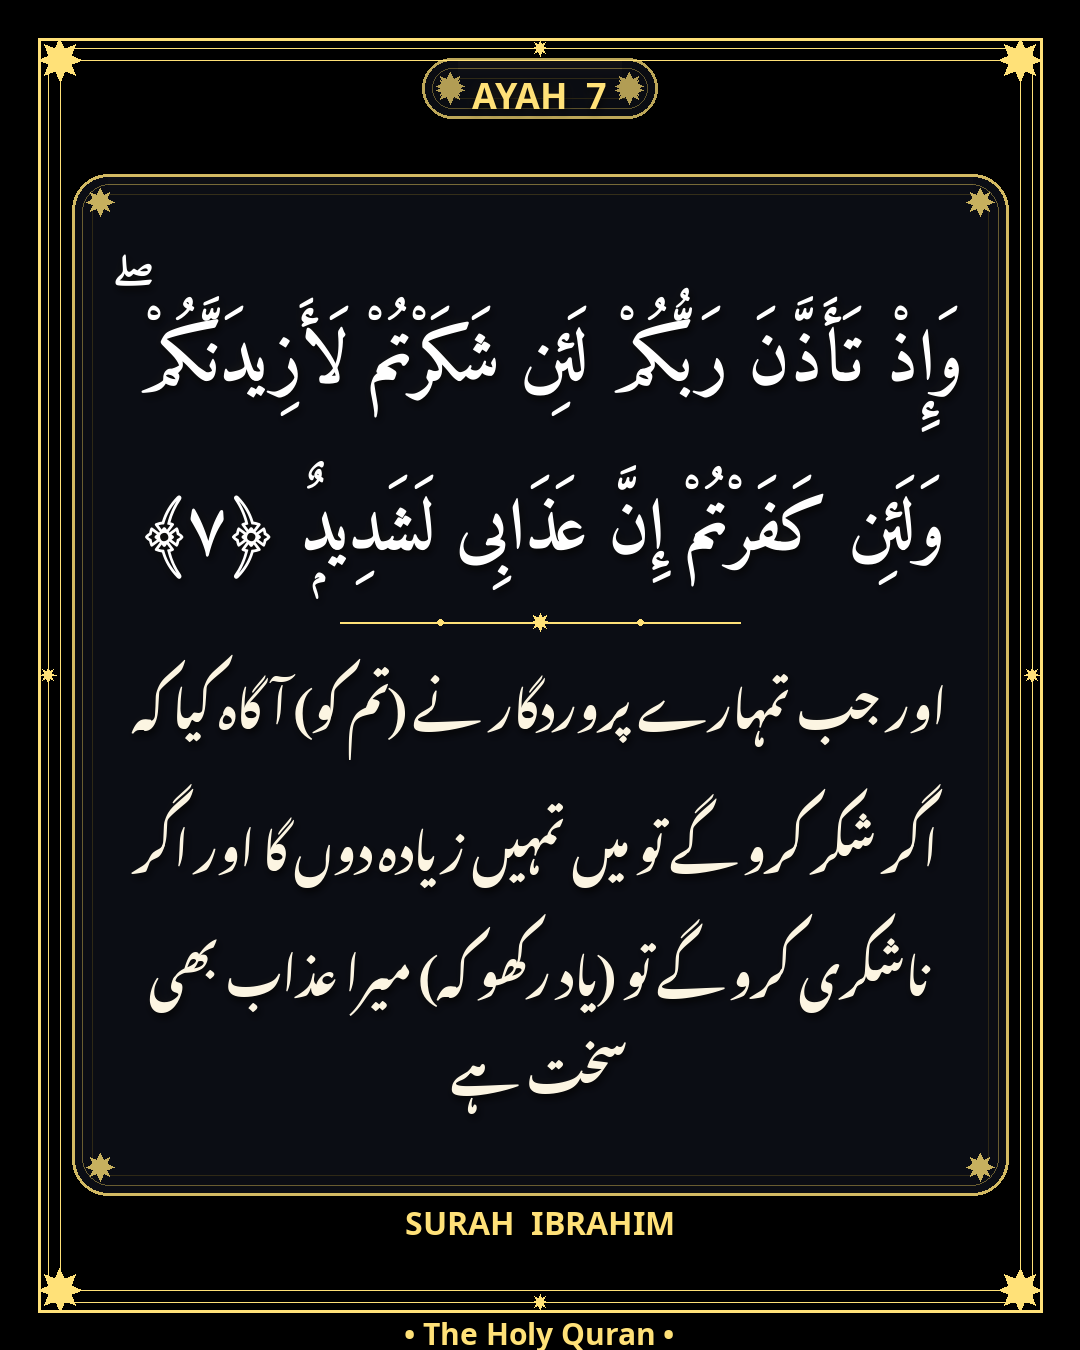 AYAH 7
وَإِذْ تَأَذَّنَ رَبُّكُمْ لَئِن شَكَرْتُمْ لَأَزِيدَنَّكُمْ ۖ
وَلَئِن كَفَرْتُمْ إِنَّ عَذَابِى لَشَدِيدٌۭ ﴿٧﴾
اور جب تمہارے پروردگار نے (تم کو) آگاہ کیا کہ
اگر شکر کرو گے تو میں تمہیں زیادہ دوں گا اور اگر
ناشکری کرو گے تو (یاد رکھو کہ) میرا عذاب بھی
سخت ہے
SURAH IBRAHIM
• The Holy Quran •